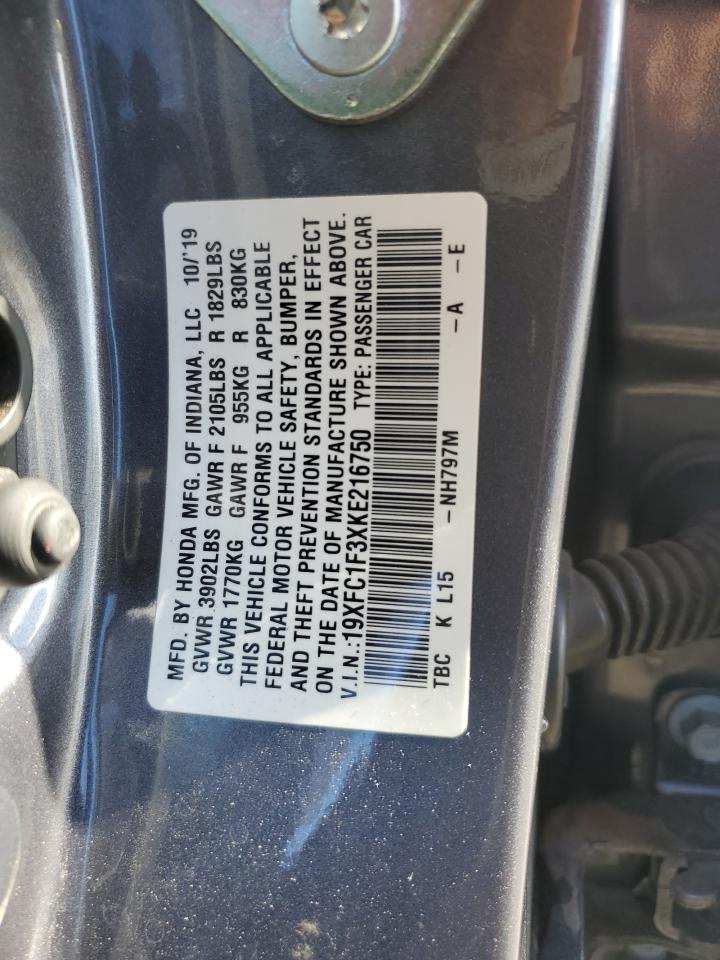 MFD. BY HONDA MFG. OF INDIANA, LLC 10/'19
GVWR 3902LBS GAWR F 2105LBS R 1829LBS
GVWR 1770KG GAWR F 955KG R 830KG
THIS VEHICLE CONFORMS TO ALL APPLICABLE
FEDERAL MOTOR VEHICLE SAFETY, BUMPER,
AND THEFT PREVENTION STANDARDS IN EFFECT
ON THE DATE OF MANUFACTURE SHOWN ABOVE.
V.I.N.:19XFC1F3XKE216750 TYPE: PASSENGER CAR
TBC K L15 -NH797M -A -E